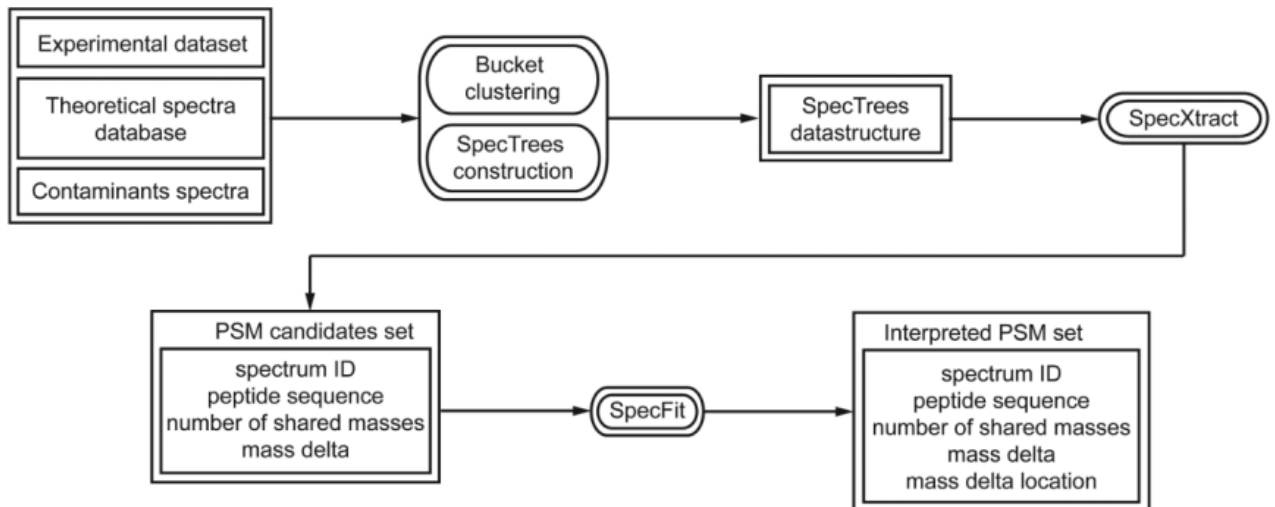 Experimental dataset
Theoretical spectra
database
Contaminants spectra
Bucket
clustering
SpecTrees
construction
SpecTrees
datastructure
SpecXtract
PSM candidates set
spectrum ID
peptide sequence
number of shared masses
mass delta
SpecFit
Interpreted PSM set
spectrum ID
peptide sequence
number of shared masses
mass delta
mass delta location